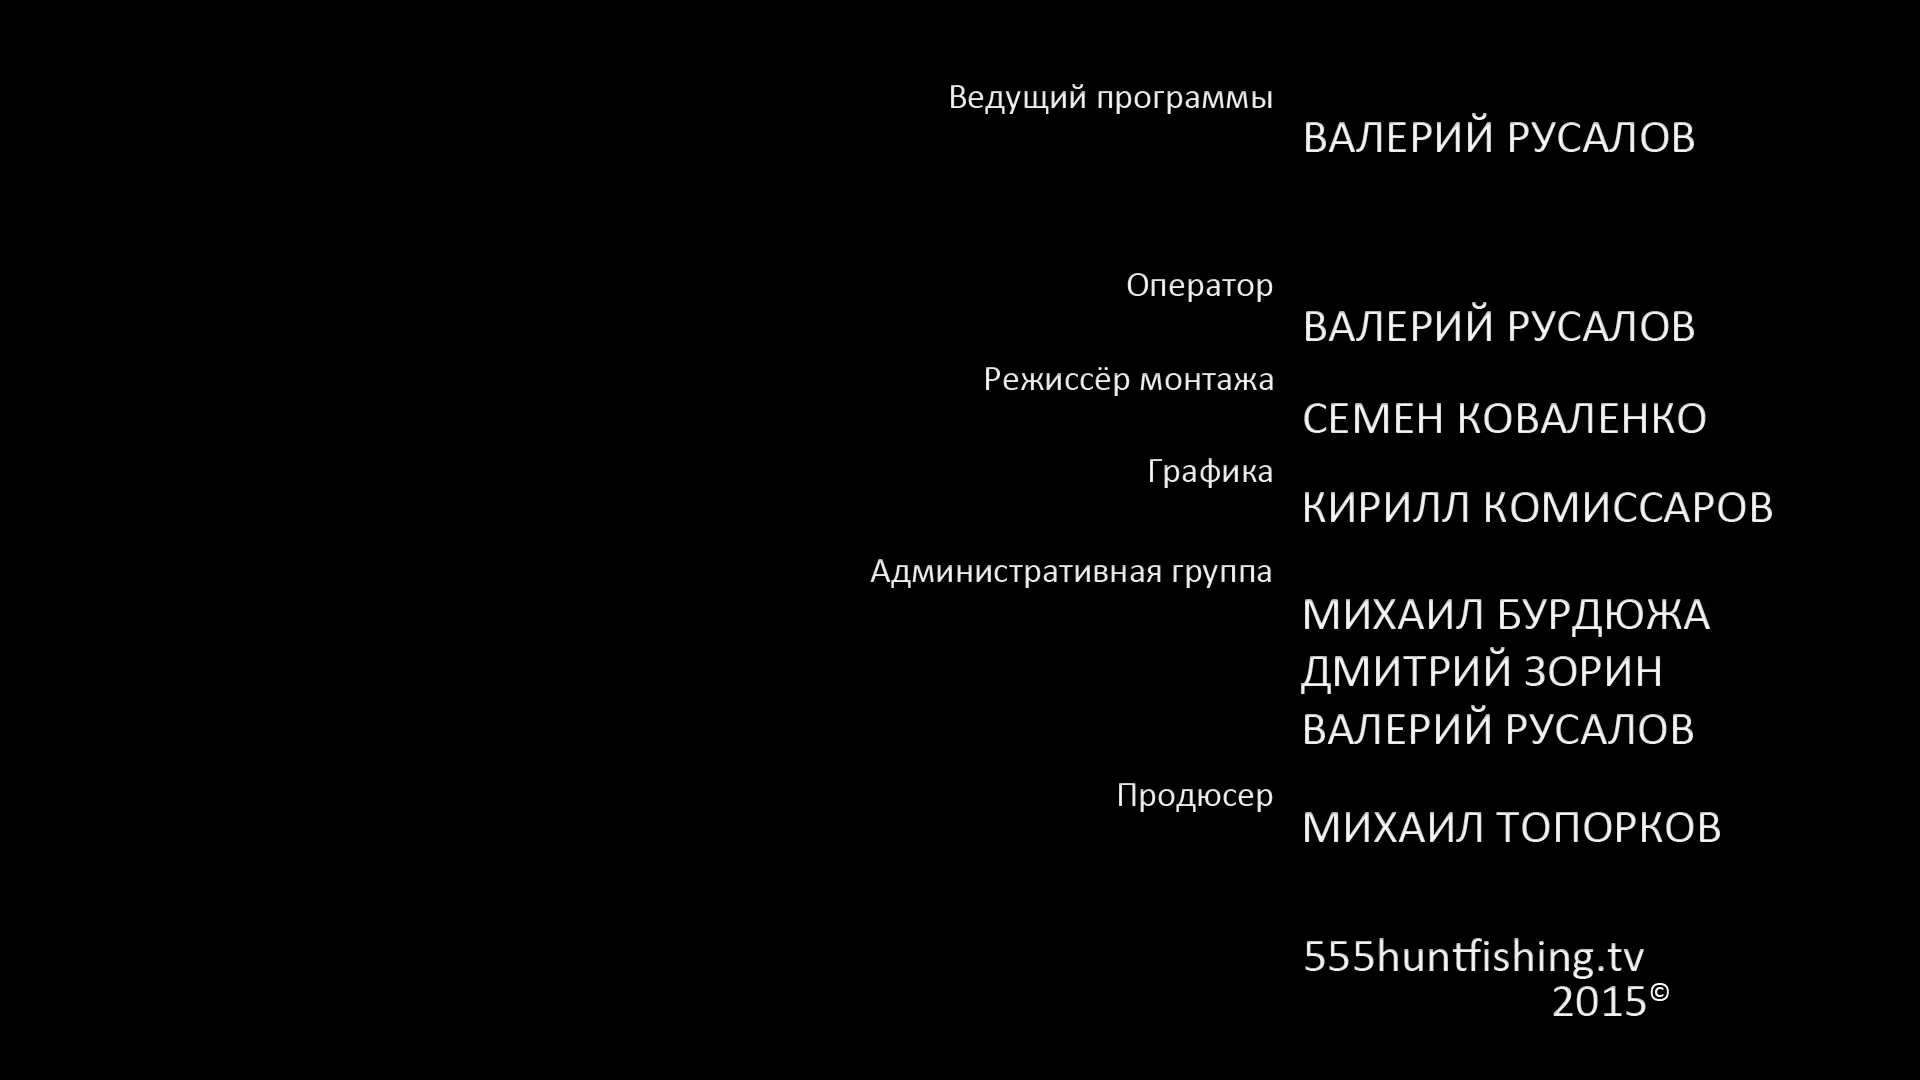 Ведущий программы
ВАЛЕРИЙ РУСАЛОВ
Оператор
ВАЛЕРИЙ РУСАЛОВ
Режиссёр монтажа
СЕМЕН КОВАЛЕНКО
Графика
КИРИЛЛ КОМИССАРОВ
Административная группа
МИХАИЛ БУРДЮЖА
ДМИТРИЙ ЗОРИН
ВАЛЕРИЙ РУСАЛОВ
Продюсер
МИХАИЛ ТОПОРКОВ
555huntfishing.tv
2015©